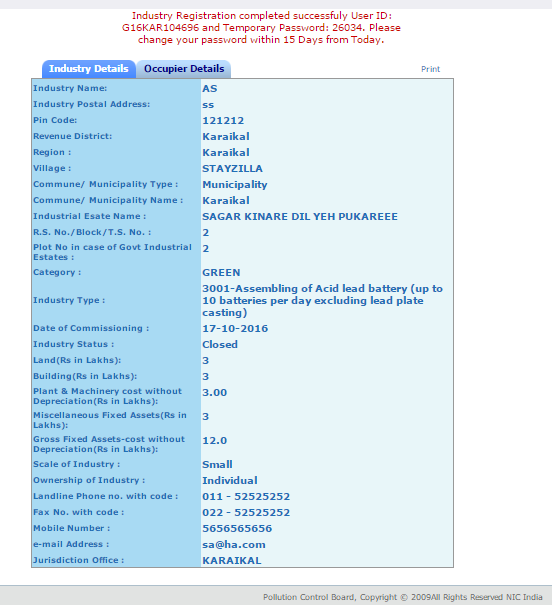 Industry Registration completed successfuly User ID:
G16KAR104696 and Temporary Password: 26034. Please
change your password within 15 Days from Today.
Industry Details Occupier Details Print
Industry Name: AS
Industry Postal Address: ss
Pin Code: 121212
Revenue District: Karaikal
Region : Karaikal
Village : STAYZILLA
Commune/ Municipality Type : Municipality
Commune/ Municipality Name : Karaikal
Industrial Esate Name : SAGAR KINARE DIL YEH PUKAREEE
R.S. No./Block/T.S. No. : 2
Plot No in case of Govt Industrial
Estates : 2
Category : GREEN
Industry Type : 3001-Assembling of Acid lead battery (up to
10 batteries per day excluding lead plate
casting)
Date of Commissioning : 17-10-2016
Industry Status : Closed
Land(Rs in Lakhs): 3
Building(Rs in Lakhs): 3
Plant & Machinery cost without
Depreciation(Rs in Lakhs): 3.00
Miscellaneous Fixed Assets(Rs in
Lakhs): 3
Gross Fixed Assets-cost without
Depreciation(Rs in Lakhs): 12.0
Scale of Industry : Small
Ownership of Industry : Individual
Landline Phone no. with code : 011 - 52525252
Fax No. with code : 022 - 52525252
Mobile Number : 5656565656
e-mail Address : sa@ha.com
Jurisdiction Office : KARAIKAL
Pollution Control Board, Copyright © 2009All Rights Reserved NIC India